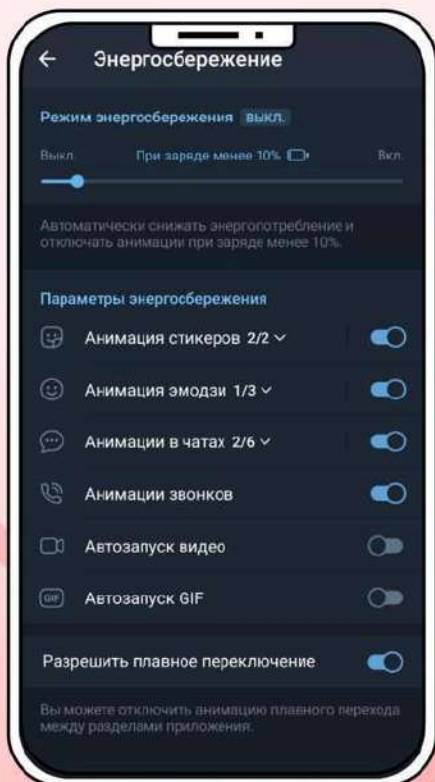 Энергосбережение
Режим энергосбережения ВЫКЛ.
Выкл. При заряде менее 10% Вкл.
Автоматически снижать энергопотребление и
отключать анимации при заряде менее 10%.
Параметры энергосбережения
Анимация стикеров 2/2
Анимация эмодзи 1/3
Анимации в чатах 2/6
Анимации звонков
Автозапуск видео
GIF Автозапуск GIF
Разрешить плавное переключение
Вы можете отключить анимацию плавного перехода
между разделами приложения.